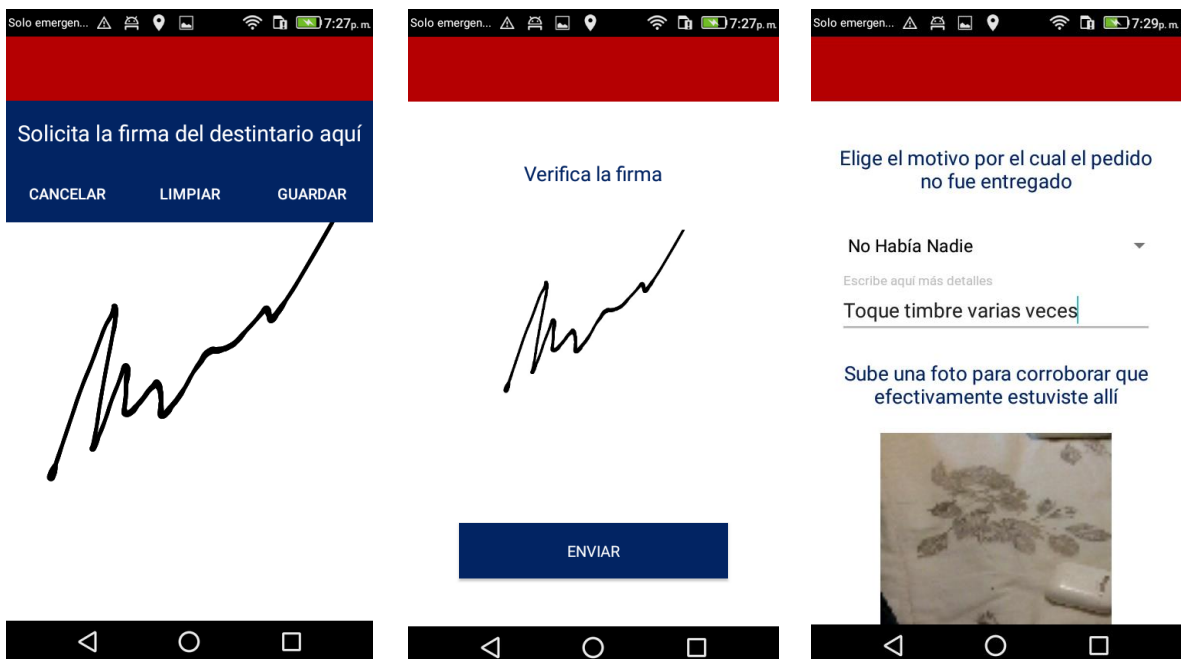 Solo emergen... 7:27p.m.
Solicita la firma del destintario aquí
CANCELAR LIMPIAR GUARDAR
Solo emergen... 7:27p.m.
Verifica la firma
ENVIAR
Solo emergen... 7:29p.m.
Elige el motivo por el cual el pedido
no fue entregado
No Había Nadie
Escribe aquí más detalles
Toque timbre varias veces
Sube una foto para corroborar que
efectivamente estuviste allí